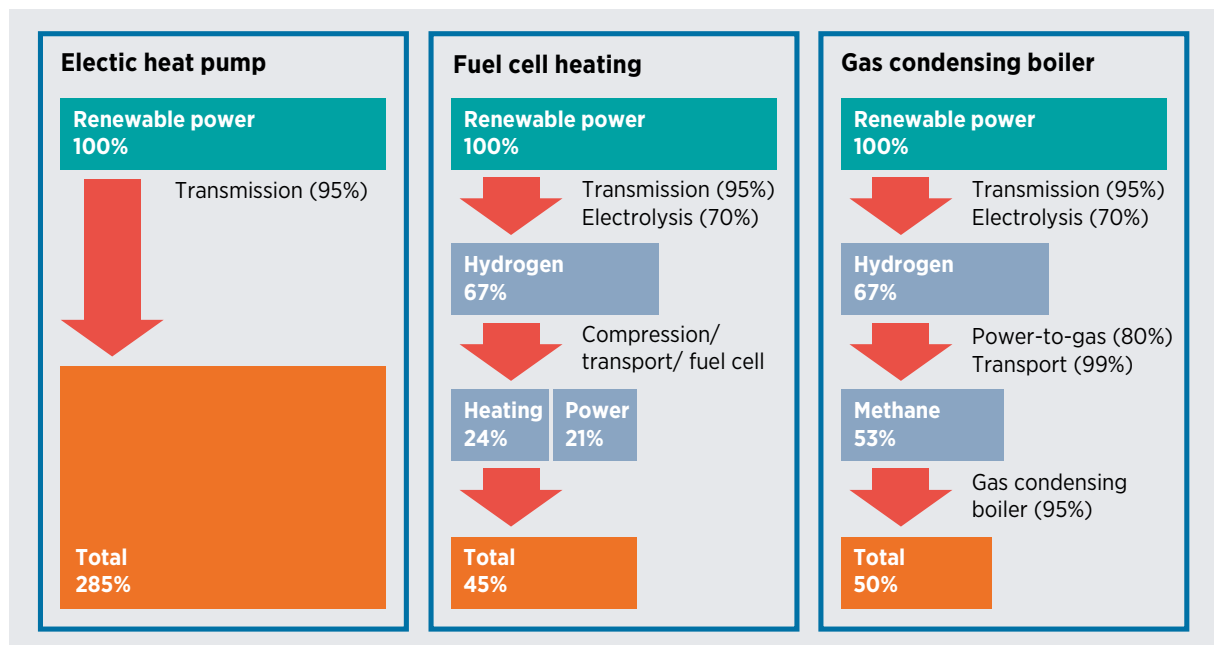 Electic heat pump
Renewable power
100%
Transmission (95%)
Total
285%
Fuel cell heating
Renewable power
100%
Transmission (95%)
Electrolysis (70%)
Hydrogen
67%
Compression/
transport/ fuel cell
Heating
24%
Power
21%
Total
45%
Gas condensing boiler
Renewable power
100%
Transmission (95%)
Electrolysis (70%)
Hydrogen
67%
Power-to-gas (80%)
Transport (99%)
Methane
53%
Gas condensing
boiler (95%)
Total
50%